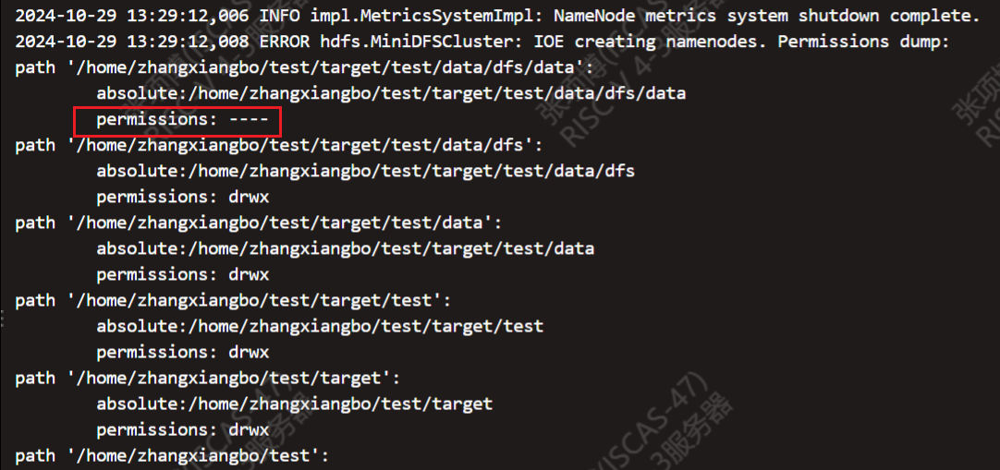 2024-10-29 13:29:12,006 INFO impl.MetricsSystemImpl: NameNode metrics system shutdown complete.
2024-10-29 13:29:12,008 ERROR hdfs.MiniDFSCluster: IOE creating namenodes. Permissions dump:
path '/home/zhangxiangbo/test/target/test/data/dfs/data':
absolute:/home/zhangxiangbo/test/target/test/data/dfs/data
permissions: ----
path '/home/zhangxiangbo/test/target/test/data/dfs':
absolute:/home/zhangxiangbo/test/target/test/data/dfs
permissions: drwx
path '/home/zhangxiangbo/test/target/test/data':
absolute:/home/zhangxiangbo/test/target/test/data
permissions: drwx
path '/home/zhangxiangbo/test/target/test':
absolute:/home/zhangxiangbo/test/target/test
permissions: drwx
path '/home/zhangxiangbo/test/target':
absolute:/home/zhangxiangbo/test/target
permissions: drwx
path '/home/zhangxiangbo/test':